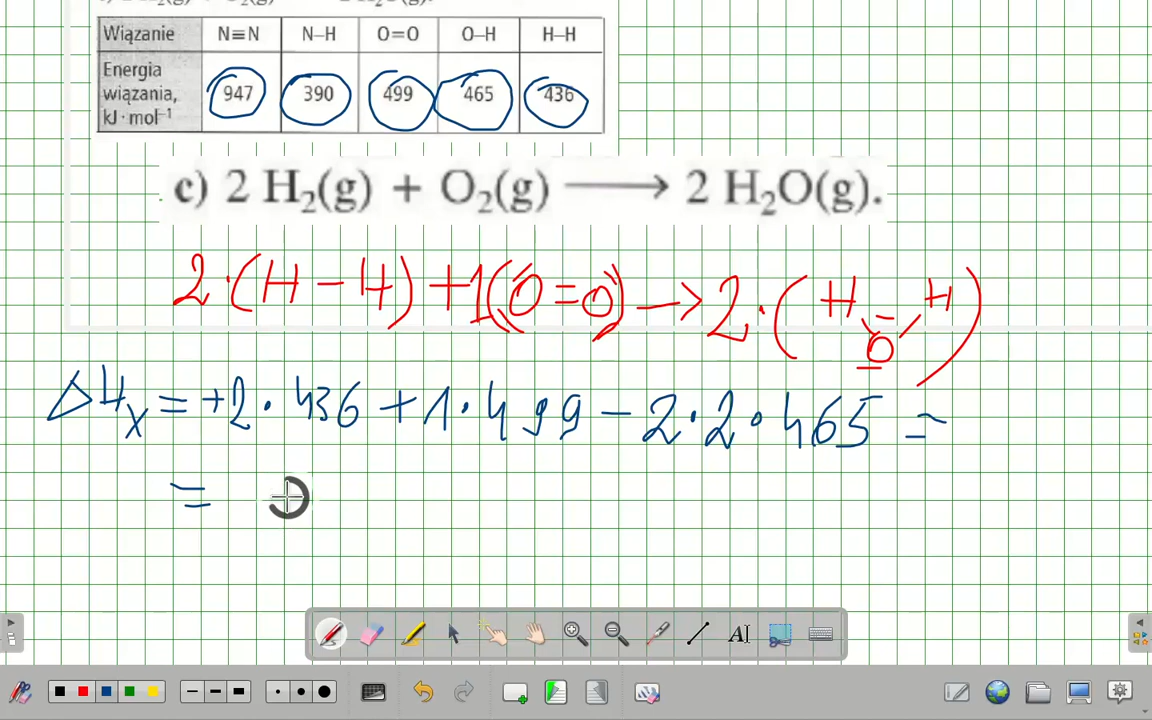 Wiązanie N≡N N–H O=O O–H H–H
Energia wiązania, kJ·mol⁻¹ 947 390 499 465 436
c) 2 H₂(g) + O₂(g) ⟶ 2 H₂O(g).
2·(H–H)+1(O=O)→2·(H O H)
ΔHₓ=+2·436+1·499–2·2·465=
=
A